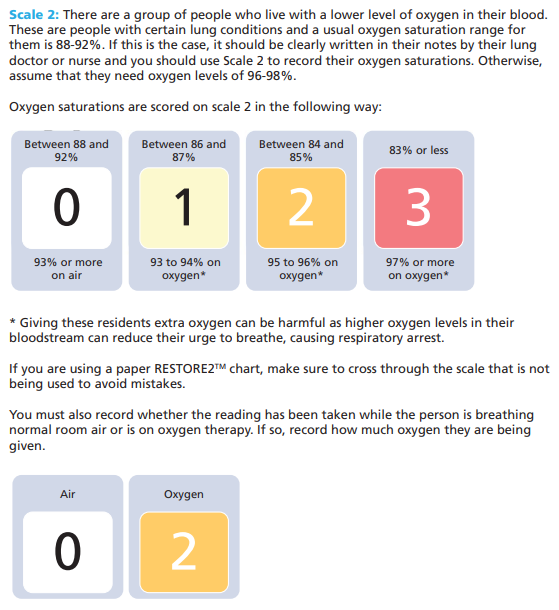 Scale 2: There are a group of people who live with a lower level of oxygen in their blood.
These are people with certain lung conditions and a usual oxygen saturation range for
them is 88-92%. If this is the case, it should be clearly written in their notes by their lung
doctor or nurse and you should use Scale 2 to record their oxygen saturations. Otherwise,
assume that they need oxygen levels of 96-98%.
Oxygen saturations are scored on scale 2 in the following way:
Between 88 and
92%
0
93% or more
on air
Between 86 and
87%
1
93 to 94% on
oxygen*
Between 84 and
85%
2
95 to 96% on
oxygen*
83% or less
3
97% or more
on oxygen*
* Giving these residents extra oxygen can be harmful as higher oxygen levels in their
bloodstream can reduce their urge to breathe, causing respiratory arrest.
If you are using a paper RESTORE2™ chart, make sure to cross through the scale that is not
being used to avoid mistakes.
You must also record whether the reading has been taken while the person is breathing
normal room air or is on oxygen therapy. If so, record how much oxygen they are being
given.
Air
0
Oxygen
2